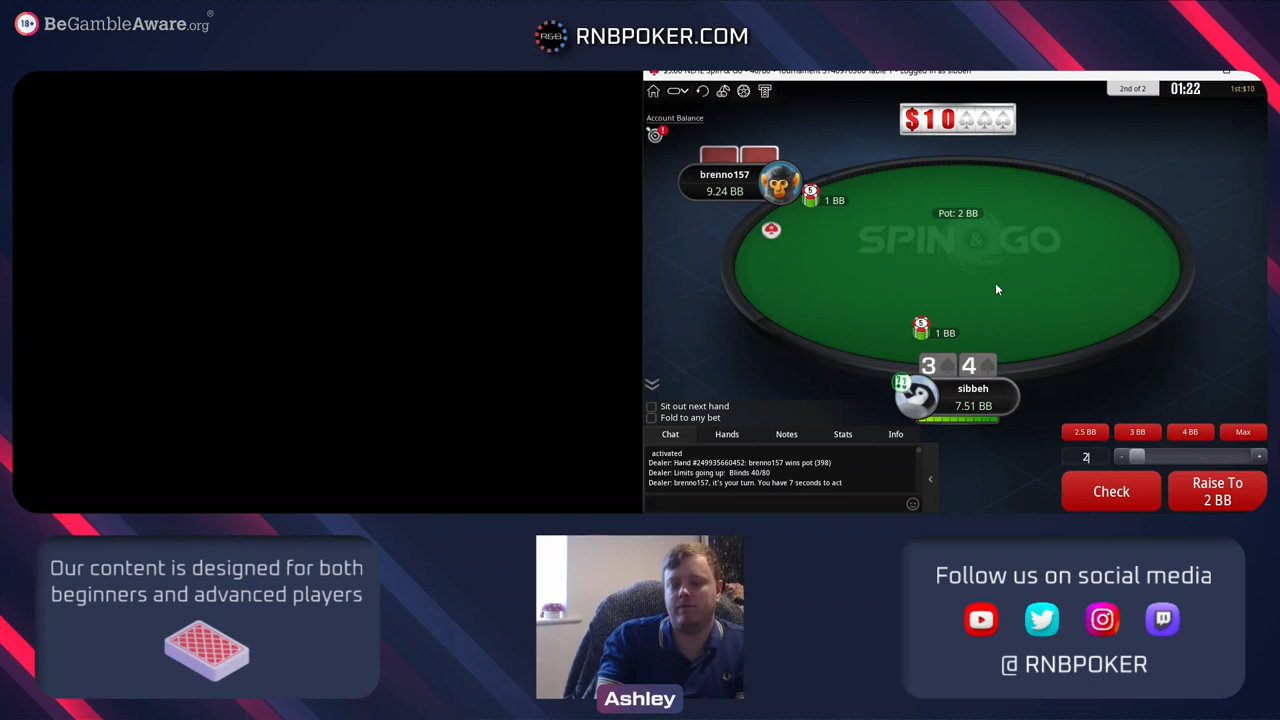 18+ BeGambleAware.org®
R&B RNBPOKER.COM
2nd of 2 01:22 1st:$10
Account Balance
$10
brenno157
9.24 BB
5
1 BB
Pot: 2 BB
SPIN & GO
5
1 BB
3 4
sibbeh
7.51 BB
Sit out next hand
Fold to any bet
2.5 BB 3 BB 4 BB Max
Chat Hands Notes Stats Info
2
- +
activated
Dealer: Hand #249935660452: brenno157 wins pot (398)
Dealer: Limits going up: Blinds 40/80
Dealer: brenno157, it's your turn. You have 7 seconds to act
Check
Raise To
2 BB
Our content is designed for both
beginners and advanced players
Ashley
Follow us on social media
@ RNBPOKER